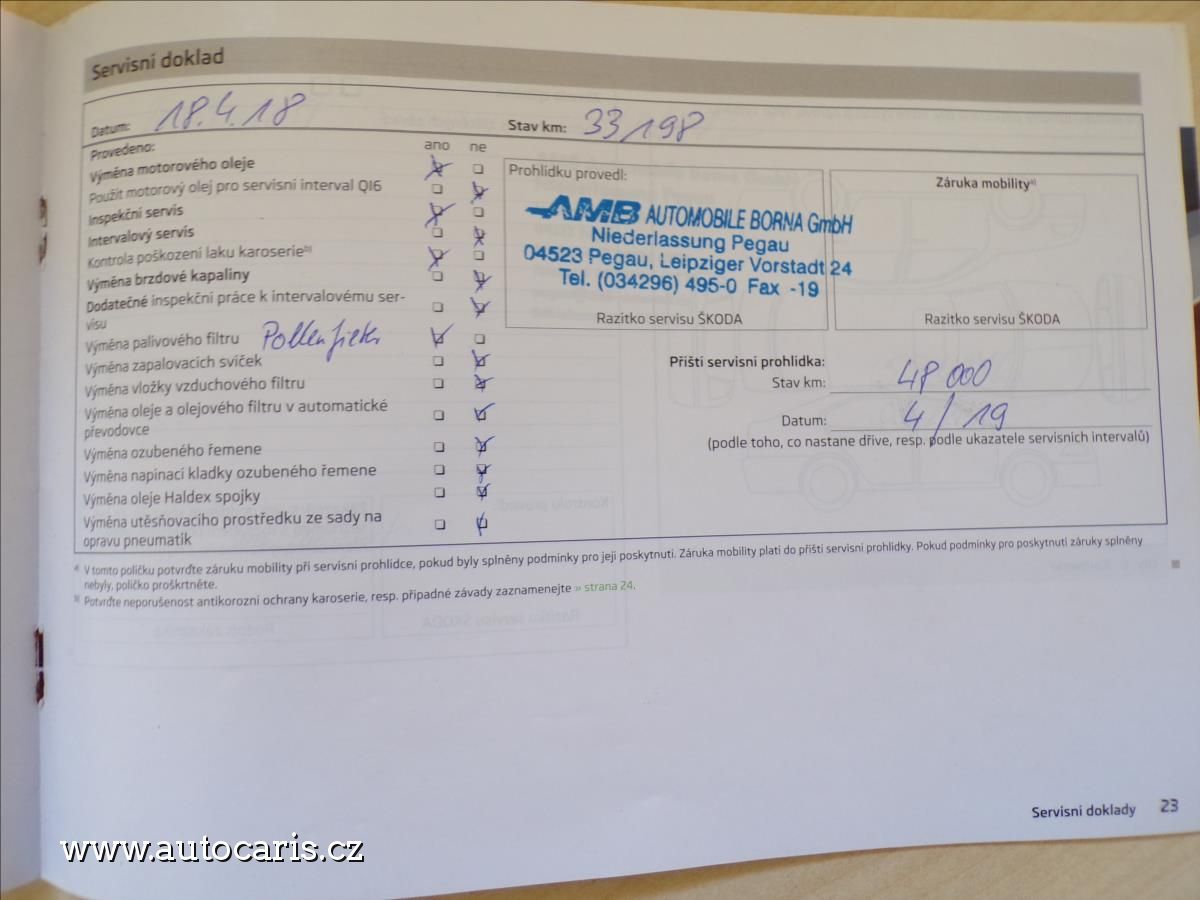 Servisní doklad
Datum: 18.4.18
Stav km: 33198
Provedeno:
ano ne
Výměna motorového oleje
Použit motorový olej pro servisní interval QI6
Inspekční servis
Intervalový servis
Kontrola poškození laku karoserie b)
Výměna brzdové kapaliny
Dodatečné inspekční práce k intervalovému ser-
visu
Výměna palivového filtru Pollenfilter
Výměna zapalovacích svíček
Výměna vložky vzduchového filtru
Výměna oleje a olejového filtru v automatické
převodovce
Výměna ozubeného řemene
Výměna napínací kladky ozubeného řemene
Výměna oleje Haldex spojky
Výměna utěsňovacího prostředku ze sady na
opravu pneumatik
Prohlídku provedl:
AMB AUTOMOBILE BORNA GmbH
Niederlassung Pegau
04523 Pegau, Leipziger Vorstadt 24
Tel. (034296) 495-0 Fax -19
Razítko servisu ŠKODA
Záruka mobility a)
Razítko servisu ŠKODA
Příští servisní prohlídka:
Stav km: 48 000
Datum: 4/19
(podle toho, co nastane dříve, resp. podle ukazatele servisních intervalů)
a) V tomto políčku potvrďte záruku mobility při servisní prohlídce, pokud byly splněny podmínky pro její poskytnutí. Záruka mobility platí do příští servisní prohlídky. Pokud podmínky pro poskytnutí záruky splněny
nebyly, políčko proškrtněte.
b) Potvrďte neporušenost antikorozní ochrany karoserie, resp. případné závady zaznamenejte » strana 24.
Servisní doklady 23
www.autocaris.cz